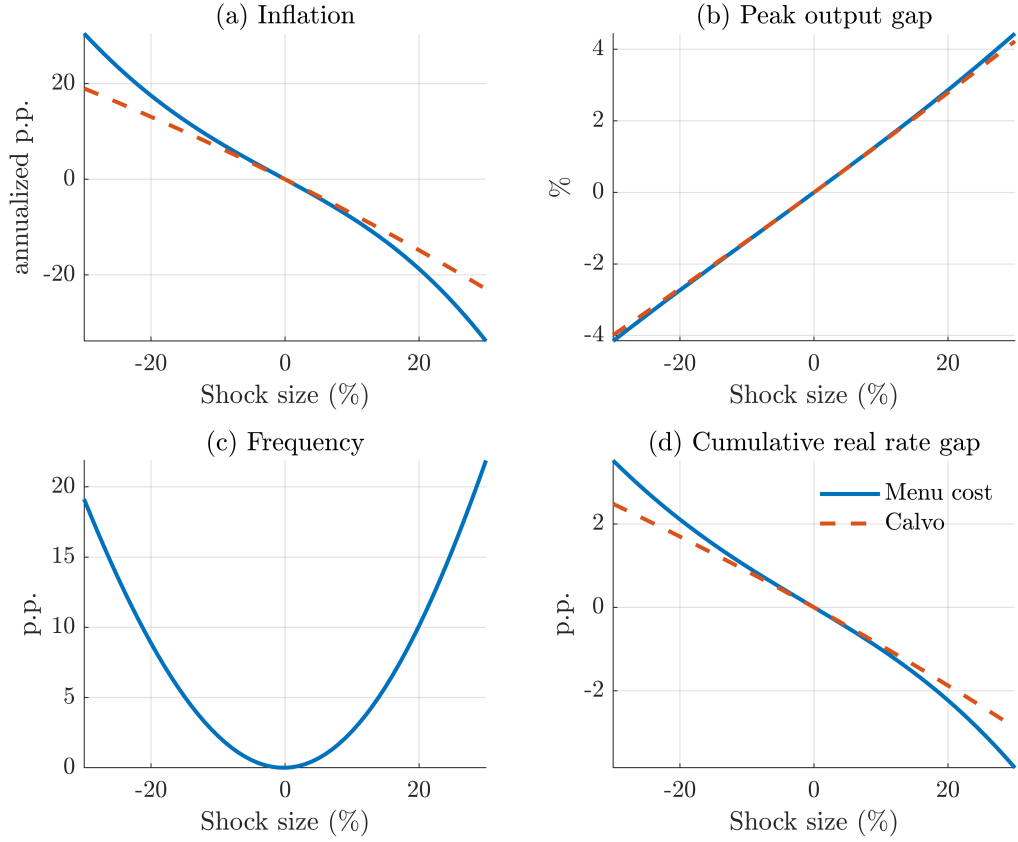 (a) Inflation
annualized p.p.
20
0
-20
-20 0 20
Shock size (%)
(b) Peak output gap
%
4
2
0
-2
-4
-20 0 20
Shock size (%)
(c) Frequency
p.p.
20
15
10
5
0
-20 0 20
Shock size (%)
(d) Cumulative real rate gap
Menu cost
Calvo
p.p.
2
0
-2
-20 0 20
Shock size (%)